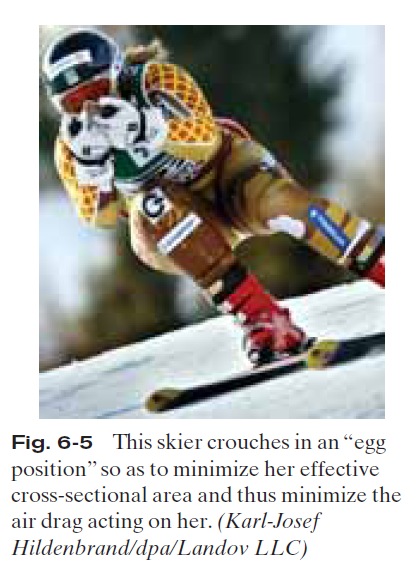 G
Fig. 6-5 This skier crouches in an “egg
position” so as to minimize her effective
cross-sectional area and thus minimize the
air drag acting on her. (Karl-Josef
Hildenbrand/dpa/Landov LLC)